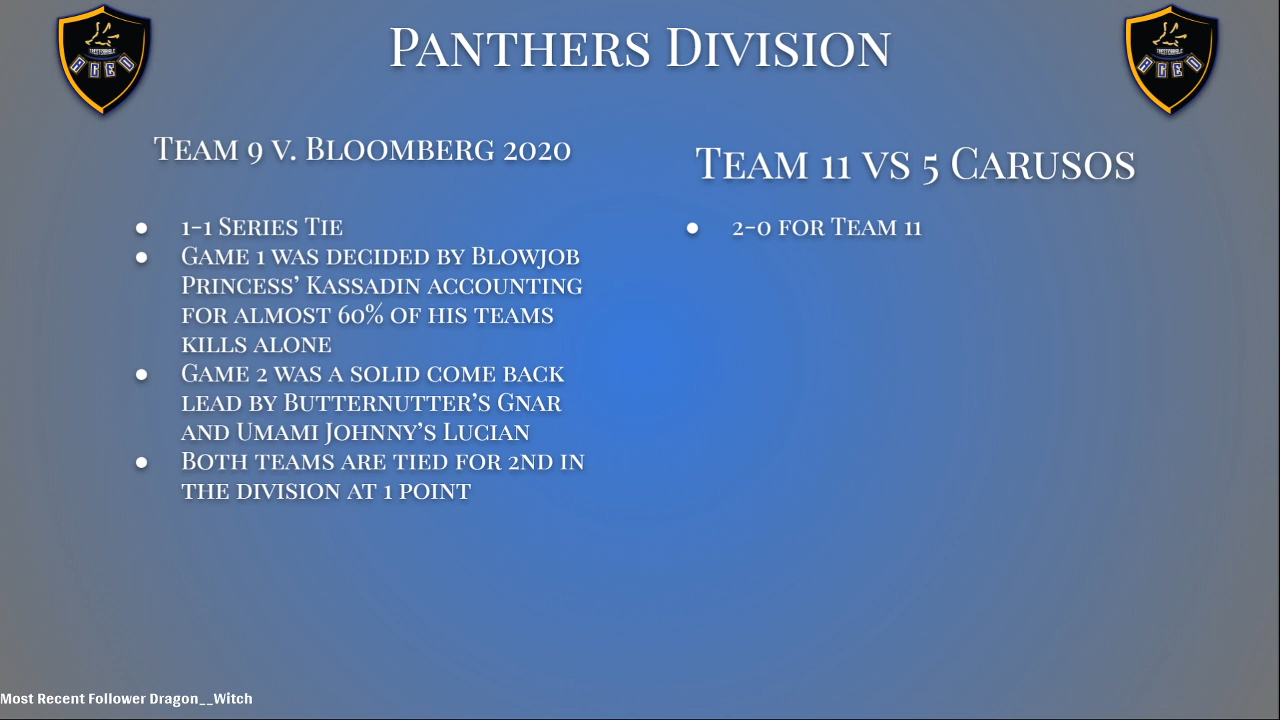 Panthers Division
Team 9 v. Bloomberg 2020
● 1-1 Series Tie
● Game 1 was decided by Blowjob
Princess’ Kassadin accounting
for almost 60% of his teams
kills alone
● Game 2 was a solid come back
lead by Butternutter’s Gnar
and Umami Johnny’s Lucian
● Both teams are tied for 2nd in
the division at 1 point
Team 11 vs 5 Carusos
● 2-0 for Team 11
Most Recent Follower Dragon__Witch